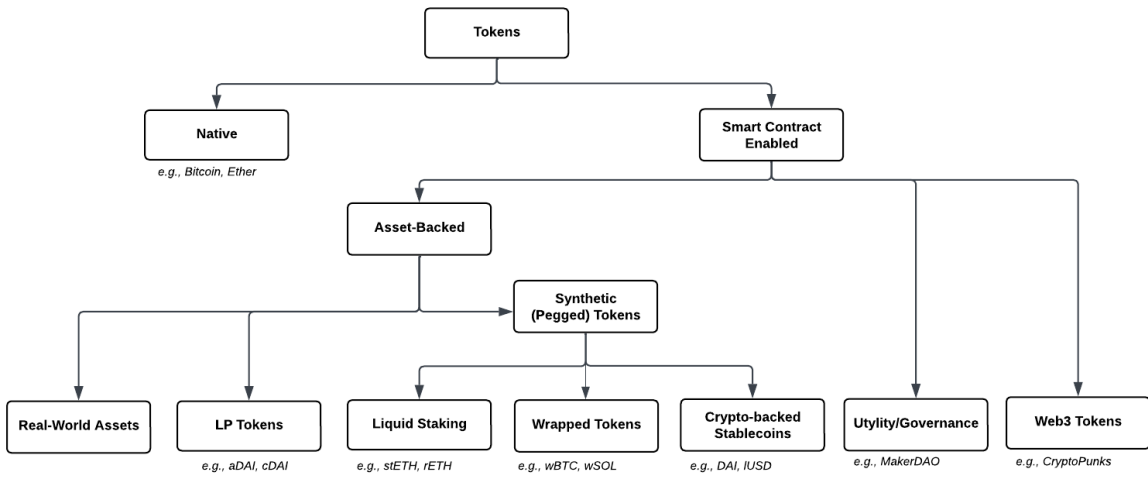 Tokens
Native
e.g., Bitcoin, Ether
Smart Contract
Enabled
Asset-Backed
Synthetic
(Pegged) Tokens
Real-World Assets
LP Tokens
e.g., aDAI, cDAI
Liquid Staking
e.g., stETH, rETH
Wrapped Tokens
e.g., wBTC, wSOL
Crypto-backed
Stablecoins
e.g., DAI, lUSD
Utylity/Governance
e.g., MakerDAO
Web3 Tokens
e.g., CryptoPunks